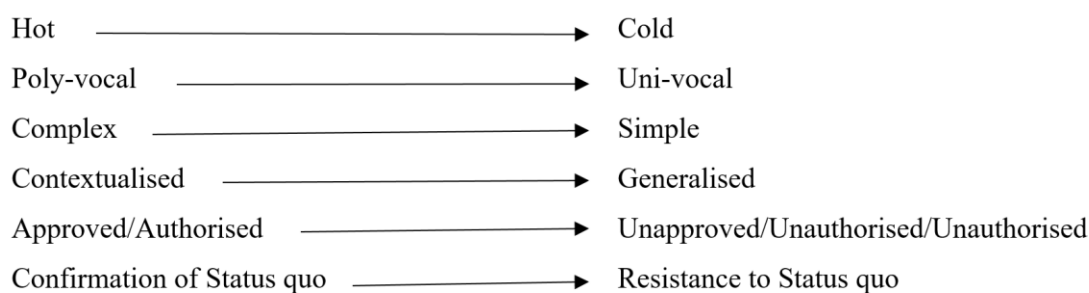 Hot Cold
Poly-vocal Uni-vocal
Complex Simple
Contextualised Generalised
Approved/Authorised Unapproved/Unauthorised/Unauthorised
Confirmation of Status quo Resistance to Status quo